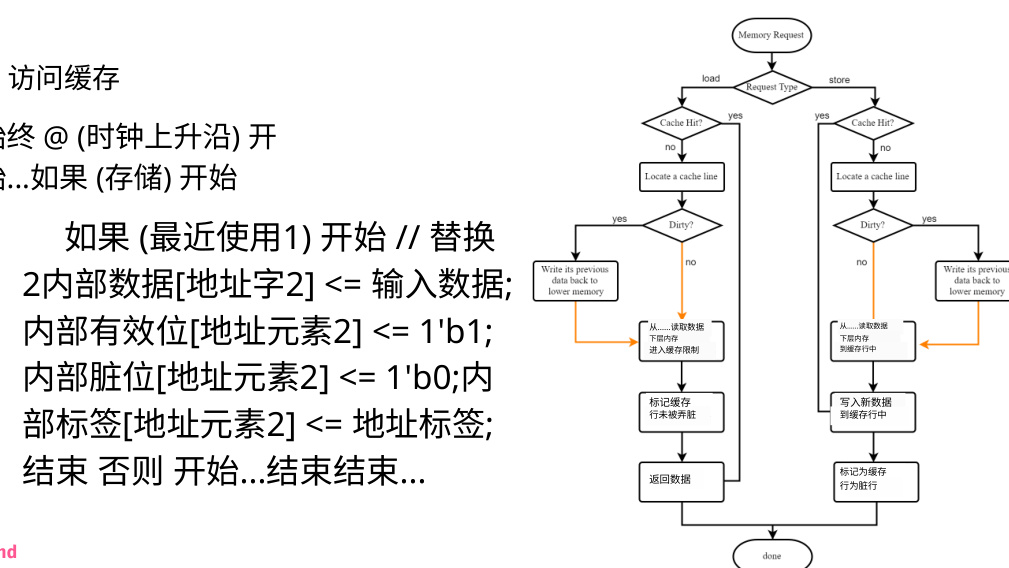 访问缓存
始终 @ (时钟上升沿) 开
始...如果 (存储) 开始
如果 (最近使用1) 开始 // 替换
2内部数据[地址字2] <= 输入数据;
内部有效位[地址元素2] <= 1'b1;
内部脏位[地址元素2] <= 1'b0;内
部标签[地址元素2] <= 地址标签;
结束 否则 开始...结束结束...
nd
Memory Request
load
Request Type
store
Cache Hit?
yes
no
Locate a cache line
Dirty?
yes
no
Write its previous
data back to
lower memory
从......读取数据
下层内存
进入缓存限制
标记缓存
行未被弄脏
返回数据
yes
Cache Hit?
no
Locate a cache line
Dirty?
yes
no
Write its previous
data back to
lower memory
从......读取数据
下层内存
到缓存行中
写入新数据
到缓存行中
标记为缓存
行为脏行
done